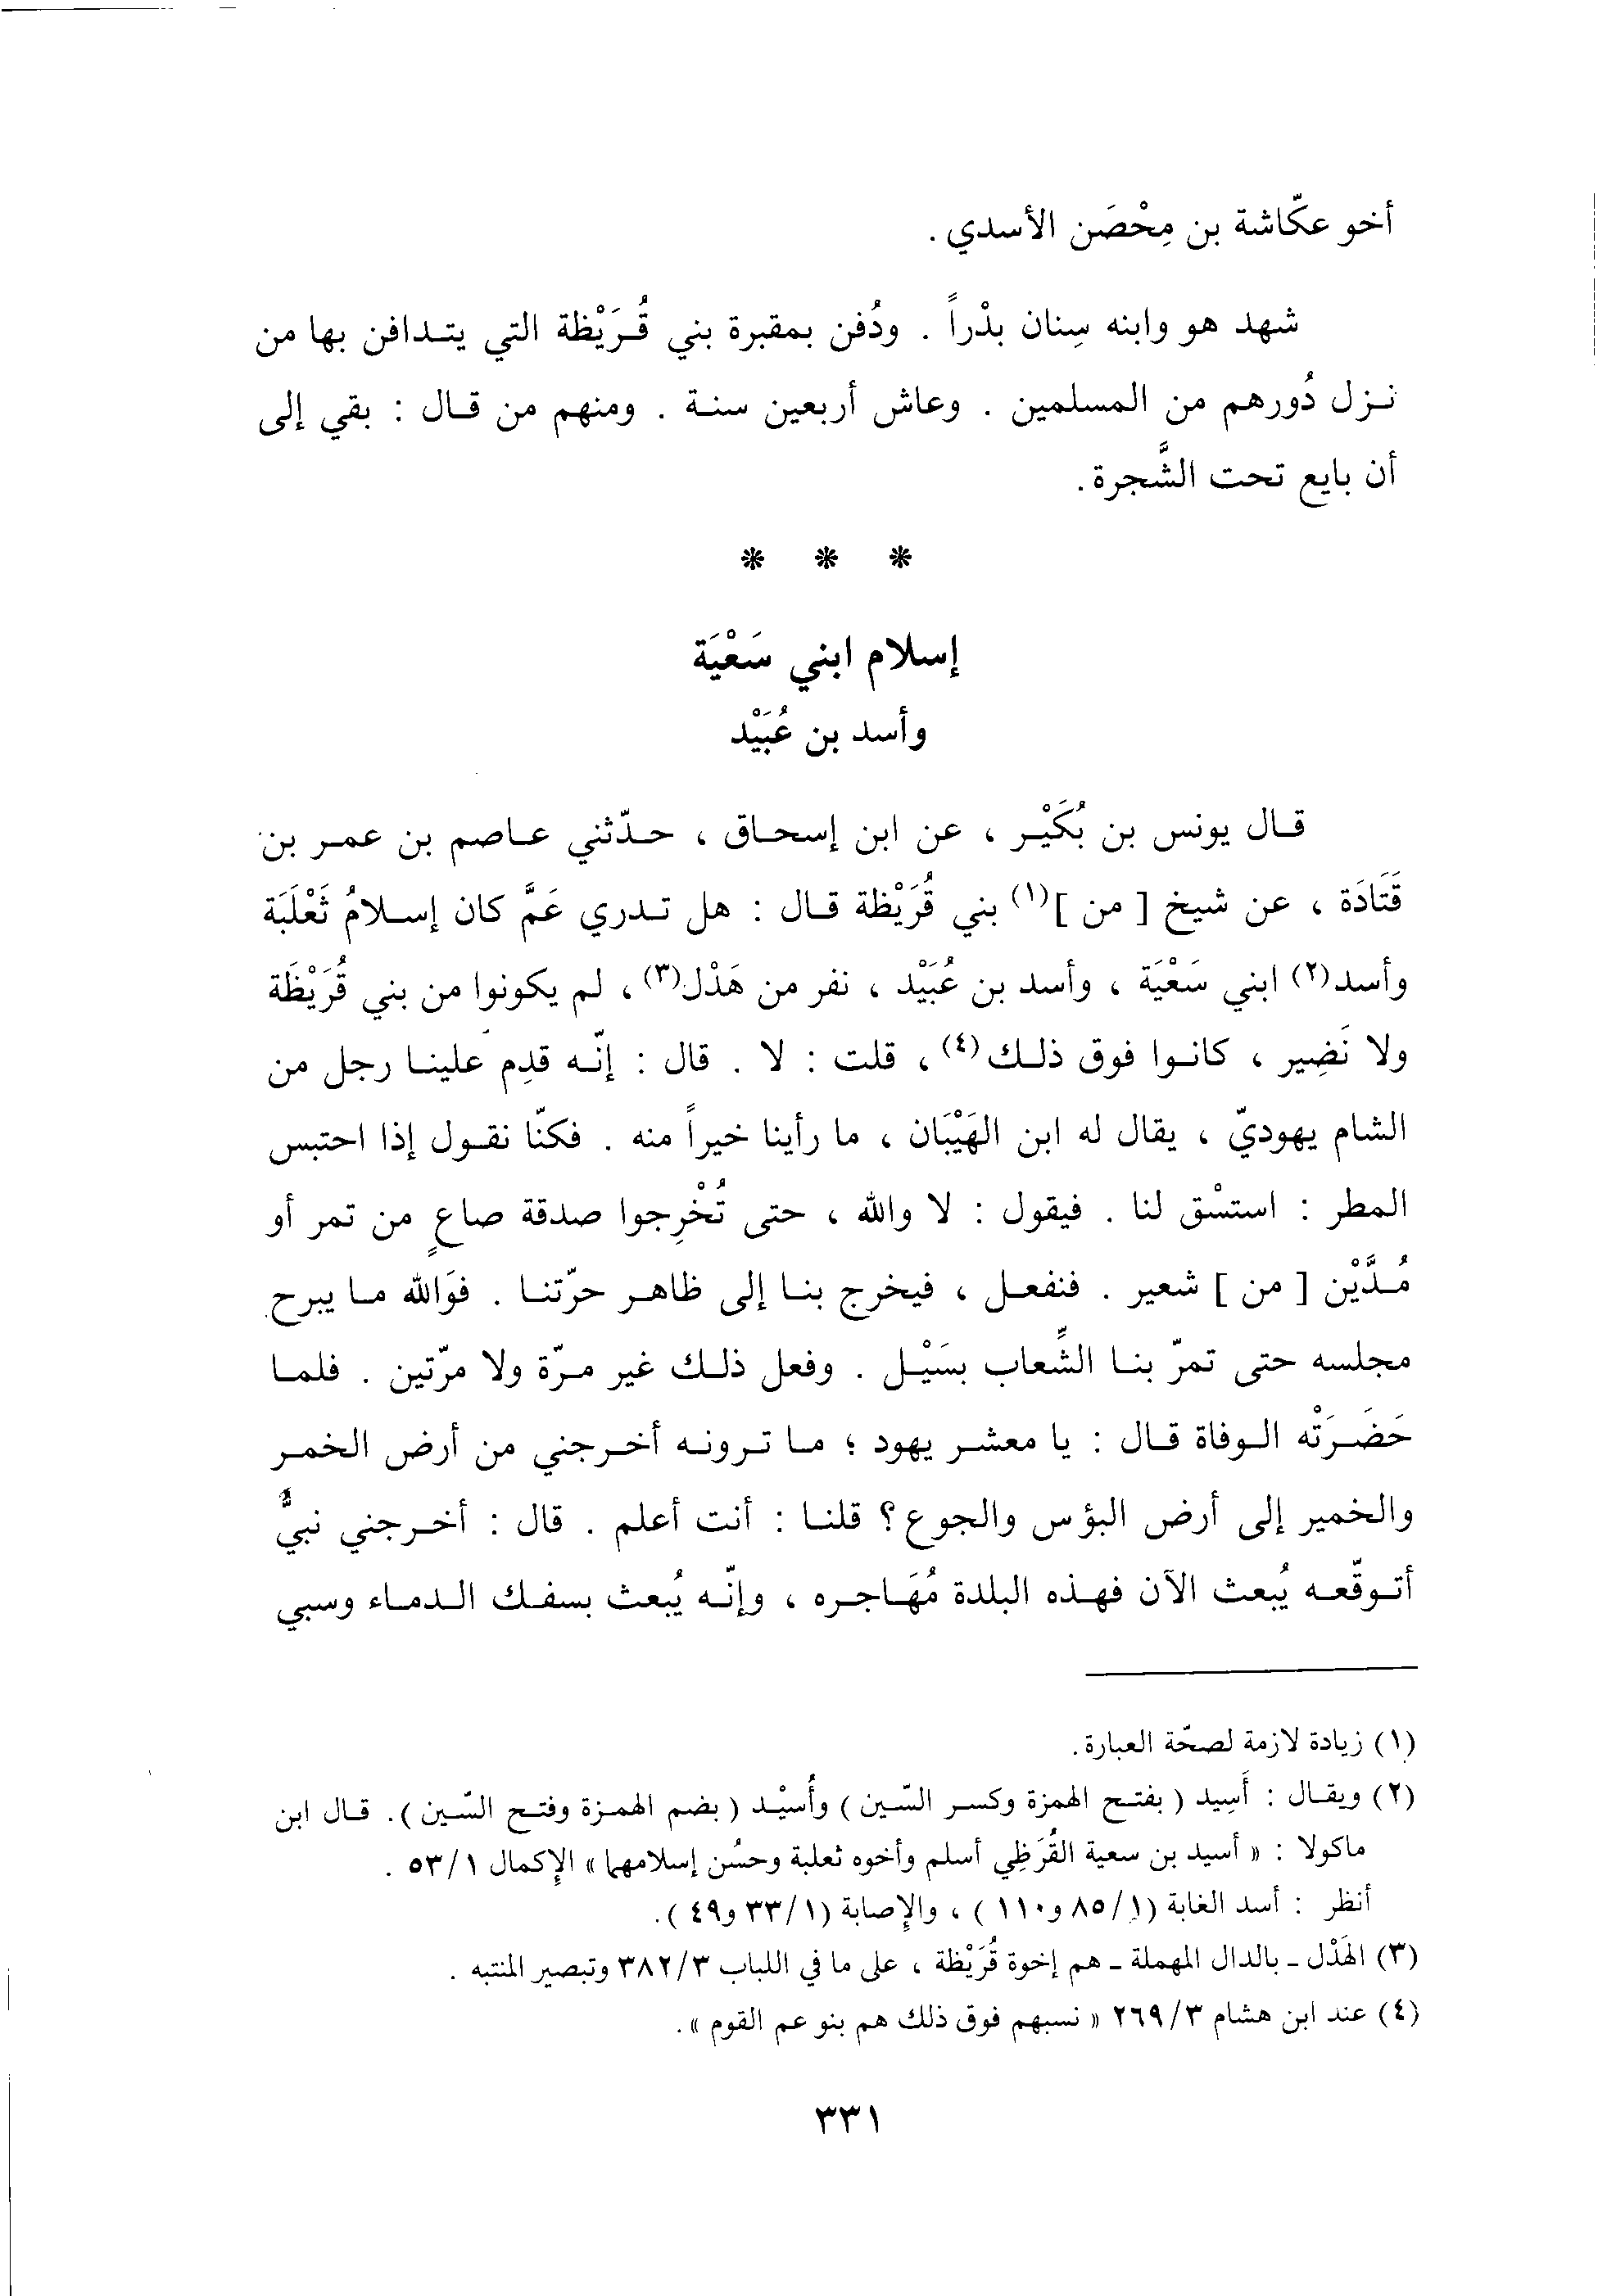 أخو عكّاشة بن مِحْصَن الأسدي .
شهد هو وابنه سِنان بدْراً . ودُفن بمقبرة بني قُرَيْظة التي يتدافن بها من
نزل دُورهم من المسلمين . وعاش أربعين سنة . ومنهم من قال : بقي إلى
أن بايع تحت الشَّجرة .
* * *
إسلام ابني سَعْيَة
وأسد بن عُبَيْد
قال يونس بن بُكَيْر ، عن ابن إسحاق ، حدّثني عاصم بن عمر بن
قَتَادَة ، عن شيخ [ من ](١) بني قُرَيْظة قال : هل تدري عَمَّ كان إسلامُ ثَعْلَبَة
وأسد(٢) ابني سَعْيَة ، وأسد بن عُبَيْد ، نفر من هَدْل(٣) ، لم يكونوا من بني قُرَيْظَة
ولا نَضِير ، كانوا فوق ذلك(٤) ، قلت : لا . قال : إنّه قدِم علينا رجل من
الشام يهوديّ ، يقال له ابن الهَيْبَان ، ما رأينا خيراً منه . فكنّا نقول إذا احتبس
المطر : استسْق لنا . فيقول : لا والله ، حتى تُخْرِجوا صدقة صاعٍ من تمر أو
مُدَّيْن [ من ] شعير . فنفعل ، فيخرج بنا إلى ظاهر حرّتنا . فوَالله ما يبرح
مجلسه حتى تمرّ بنا الشِّعاب بسَيْل . وفعل ذلك غير مرّة ولا مرّتين . فلما
حَضَرَتْه الوفاة قال : يا معشر يهود ؛ ما ترونه أخرجني من أرض الخمر
والخمير إلى أرض البؤس والجوع ؟ قلنا : أنت أعلم . قال : أخرجني نبيٌّ
أتوقّعه يُبعث الآن فهذه البلدة مُهَاجره ، وإنّه يُبعث بسفك الدماء وسبي
(١) زيادة لازمة لصحّة العبارة .
(٢) ويقال : أَسِيد ( بفتح الهمزة وكسر السّين ) وأُسيْد ( بضم الهمزة وفتح السّين ) . قال ابن
ماكولا : « أسيد بن سعية القُرَظِي أسلم وأخوه ثعلبة وحسُن إسلامهما » الإكمال ١/٥٣ .
أنظر : أسد الغابة (١/٨٥ و١١٠ ) ، والإصابة (١/٣٣ و٤٩ ) .
(٣) الهَدْل ـ بالدال المهملة ـ هم إخوة قُرَيْظة ، على ما في اللباب ٣/٣٨٢ وتبصير المنتبه .
(٤) عند ابن هشام ٣/٢٦٩ « نسبهم فوق ذلك هم بنو عم القوم » .
٣٣١